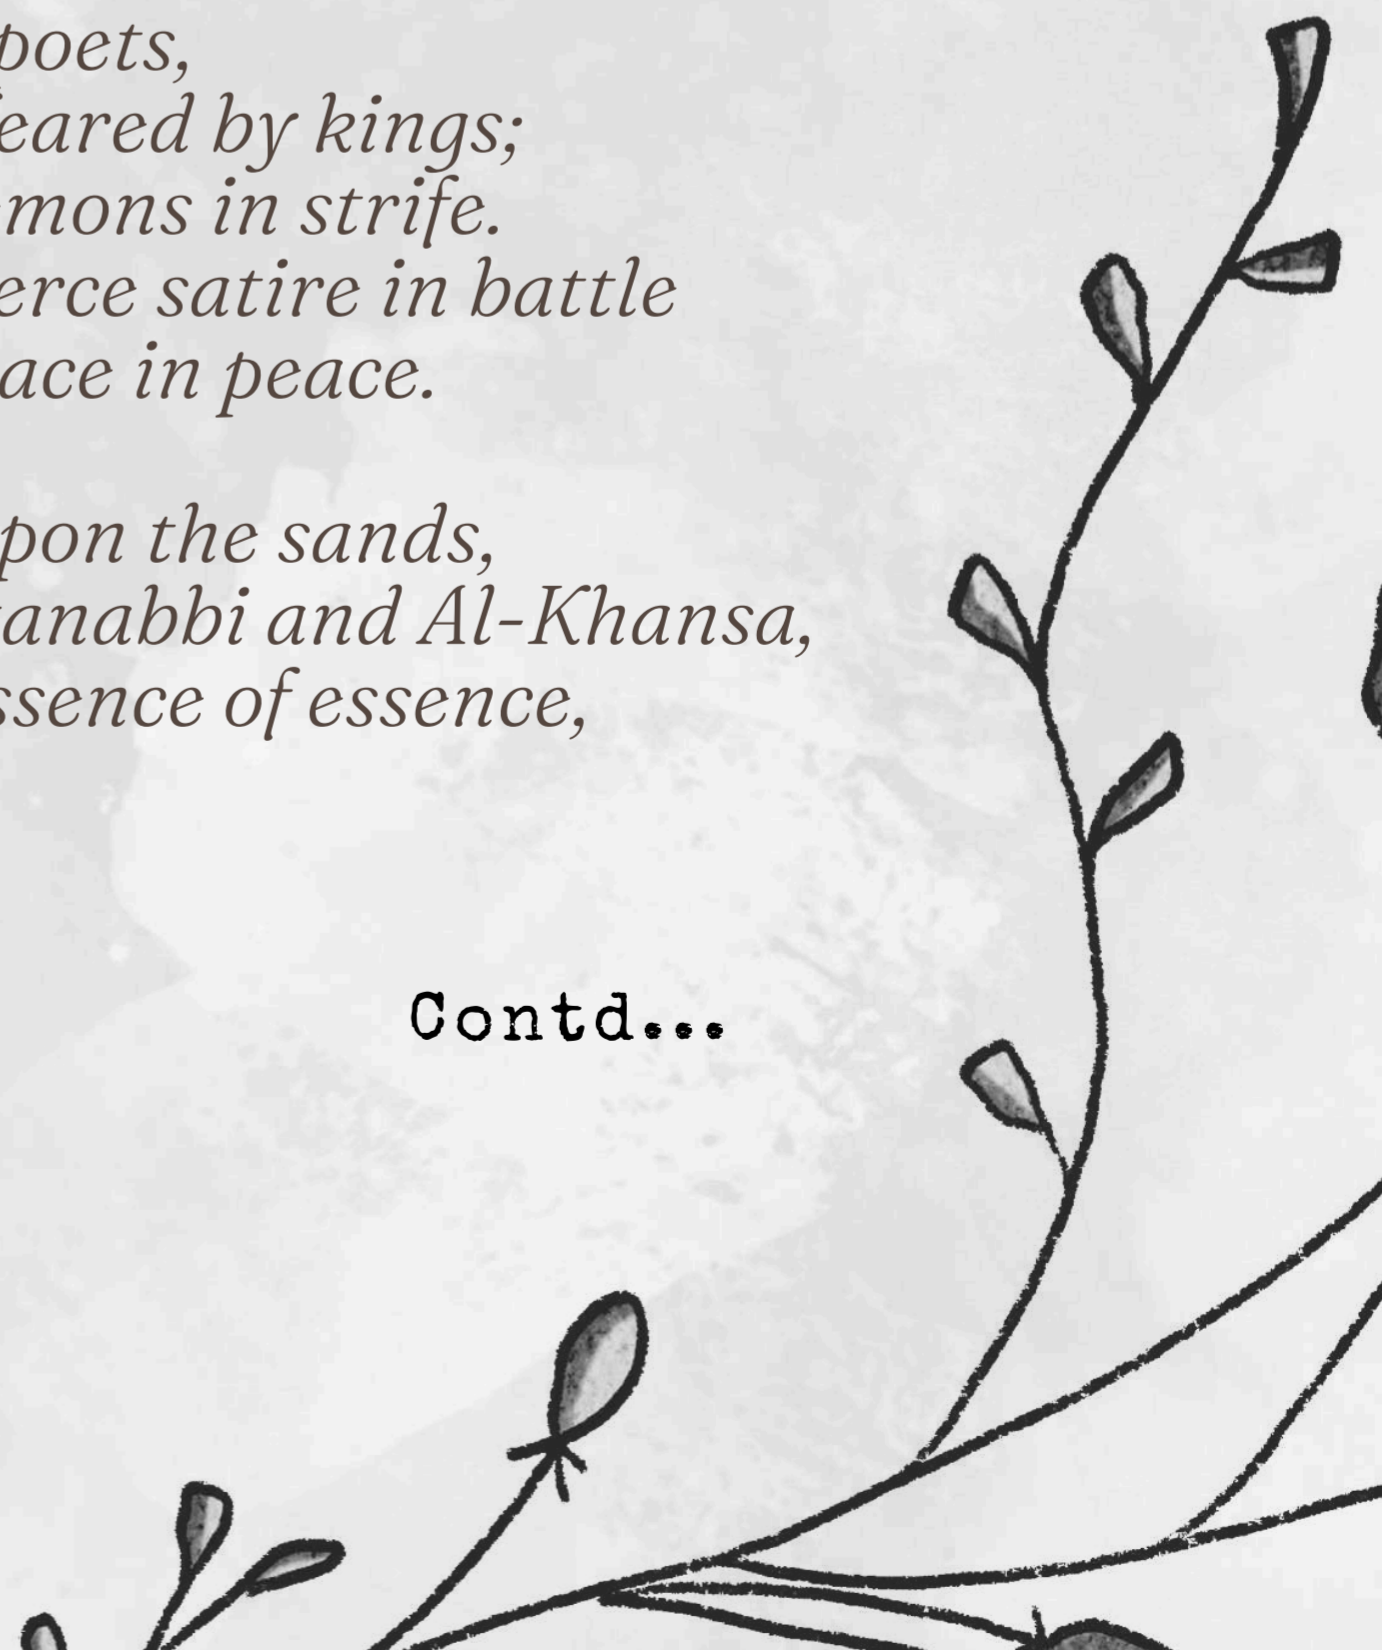 poets,
eared by kings;
mons in strife.
erce satire in battle
ace in peace.
pon the sands,
anabbi and Al-Khansa,
ssence of essence,
Contd...